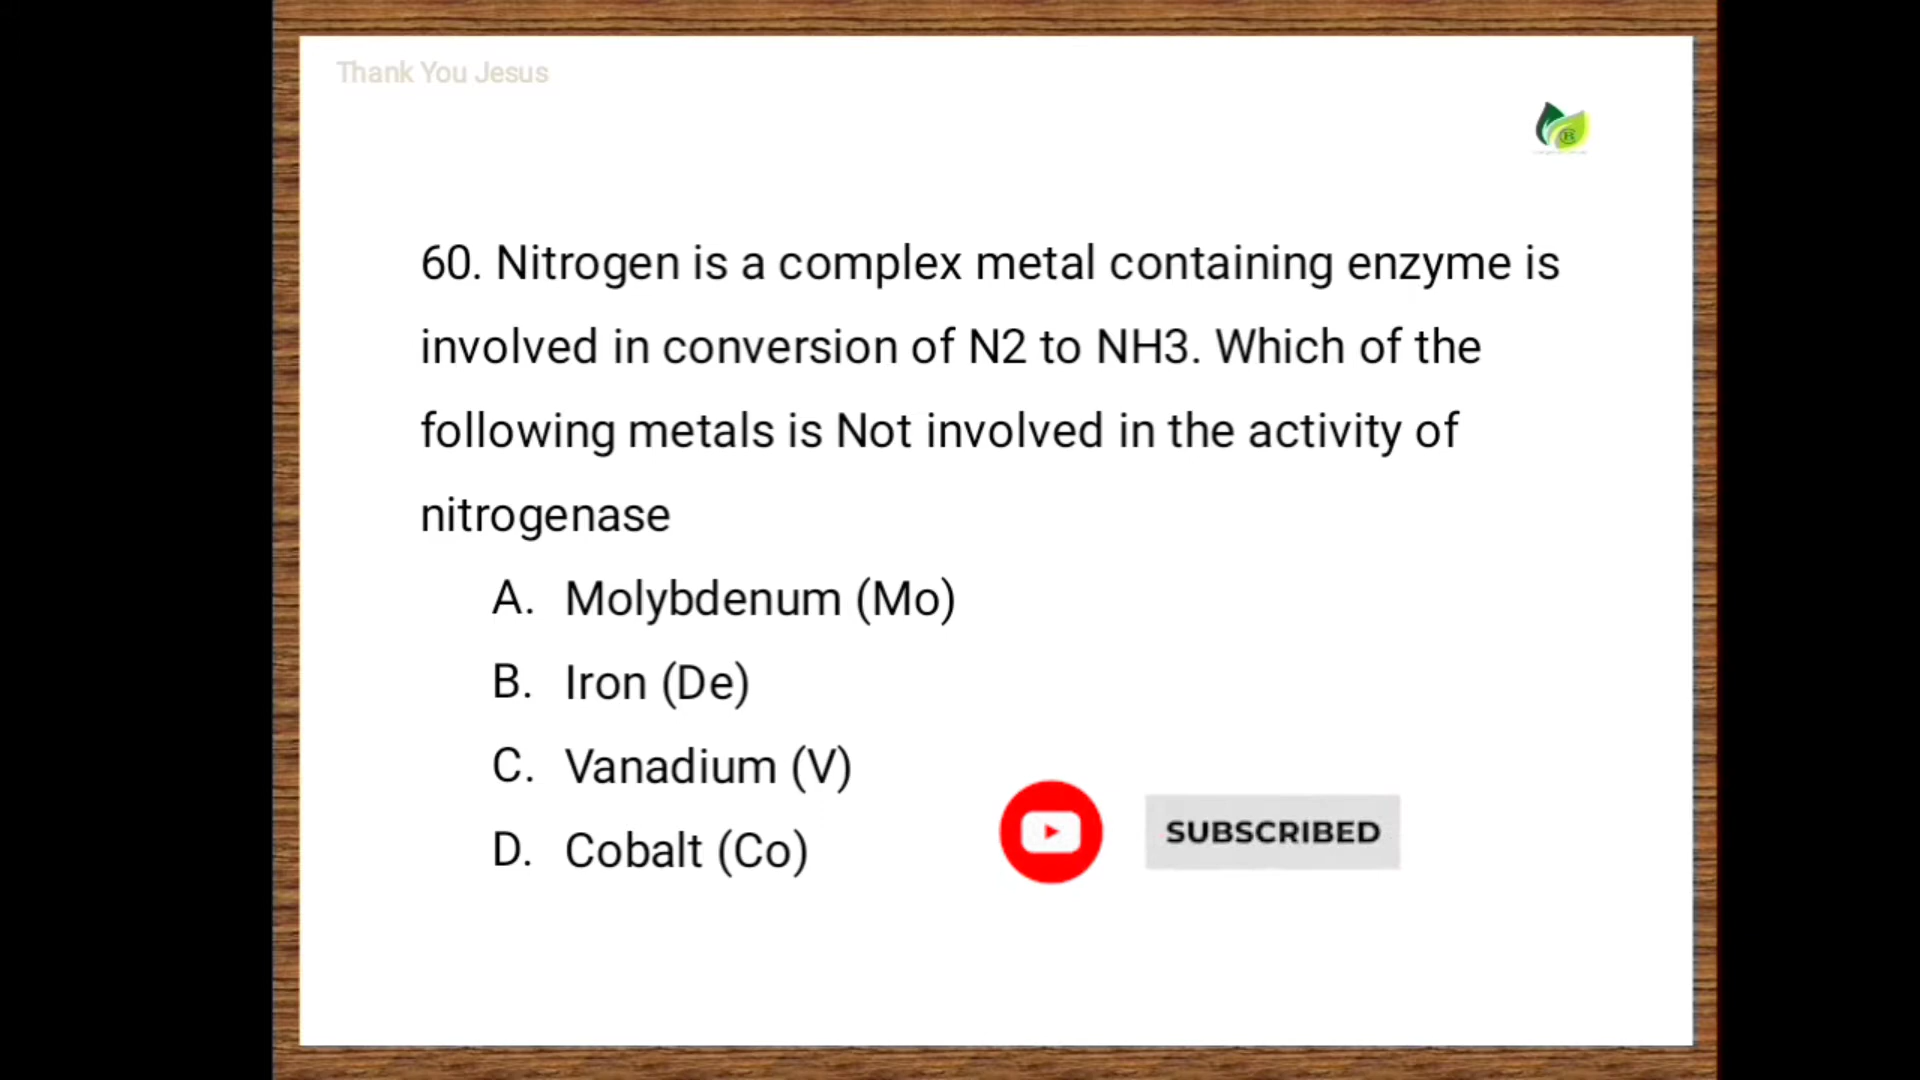 Thank You Jesus
60. Nitrogen is a complex metal containing enzyme is
involved in conversion of N2 to NH3. Which of the
following metals is Not involved in the activity of
nitrogenase
A. Molybdenum (Mo)
B. Iron (De)
C. Vanadium (V)
D. Cobalt (Co)
SUBSCRIBED